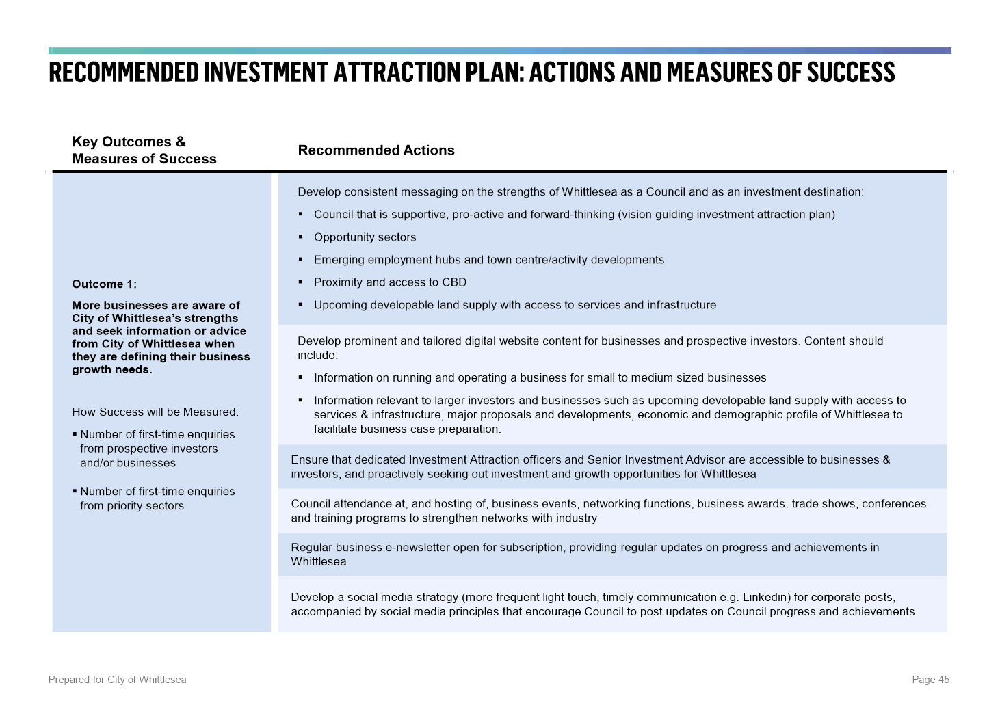 RECOMMENDED INVESTMENT ATTRACTION PLAN: ACTIONS AND MEASURES OF SUCCESS
Key Outcomes &
Measures of Success
Recommended Actions
Outcome 1:
More businesses are aware of
City of Whittlesea’s strengths
and seek information or advice
from City of Whittlesea when
they are defining their business
growth needs.
How Success will be Measured:
▪ Number of first-time enquiries
from prospective investors
and/or businesses
▪ Number of first-time enquiries
from priority sectors
Develop consistent messaging on the strengths of Whittlesea as a Council and as an investment destination:
▪ Council that is supportive, pro-active and forward-thinking (vision guiding investment attraction plan)
▪ Opportunity sectors
▪ Emerging employment hubs and town centre/activity developments
▪ Proximity and access to CBD
▪ Upcoming developable land supply with access to services and infrastructure
Develop prominent and tailored digital website content for businesses and prospective investors. Content should
include:
▪ Information on running and operating a business for small to medium sized businesses
▪ Information relevant to larger investors and businesses such as upcoming developable land supply with access to
services & infrastructure, major proposals and developments, economic and demographic profile of Whittlesea to
facilitate business case preparation.
Ensure that dedicated Investment Attraction officers and Senior Investment Advisor are accessible to businesses &
investors, and proactively seeking out investment and growth opportunities for Whittlesea
Council attendance at, and hosting of, business events, networking functions, business awards, trade shows, conferences
and training programs to strengthen networks with industry
Regular business e-newsletter open for subscription, providing regular updates on progress and achievements in
Whittlesea
Develop a social media strategy (more frequent light touch, timely communication e.g. Linkedin) for corporate posts,
accompanied by social media principles that encourage Council to post updates on Council progress and achievements
Prepared for City of Whittlesea
Page 45